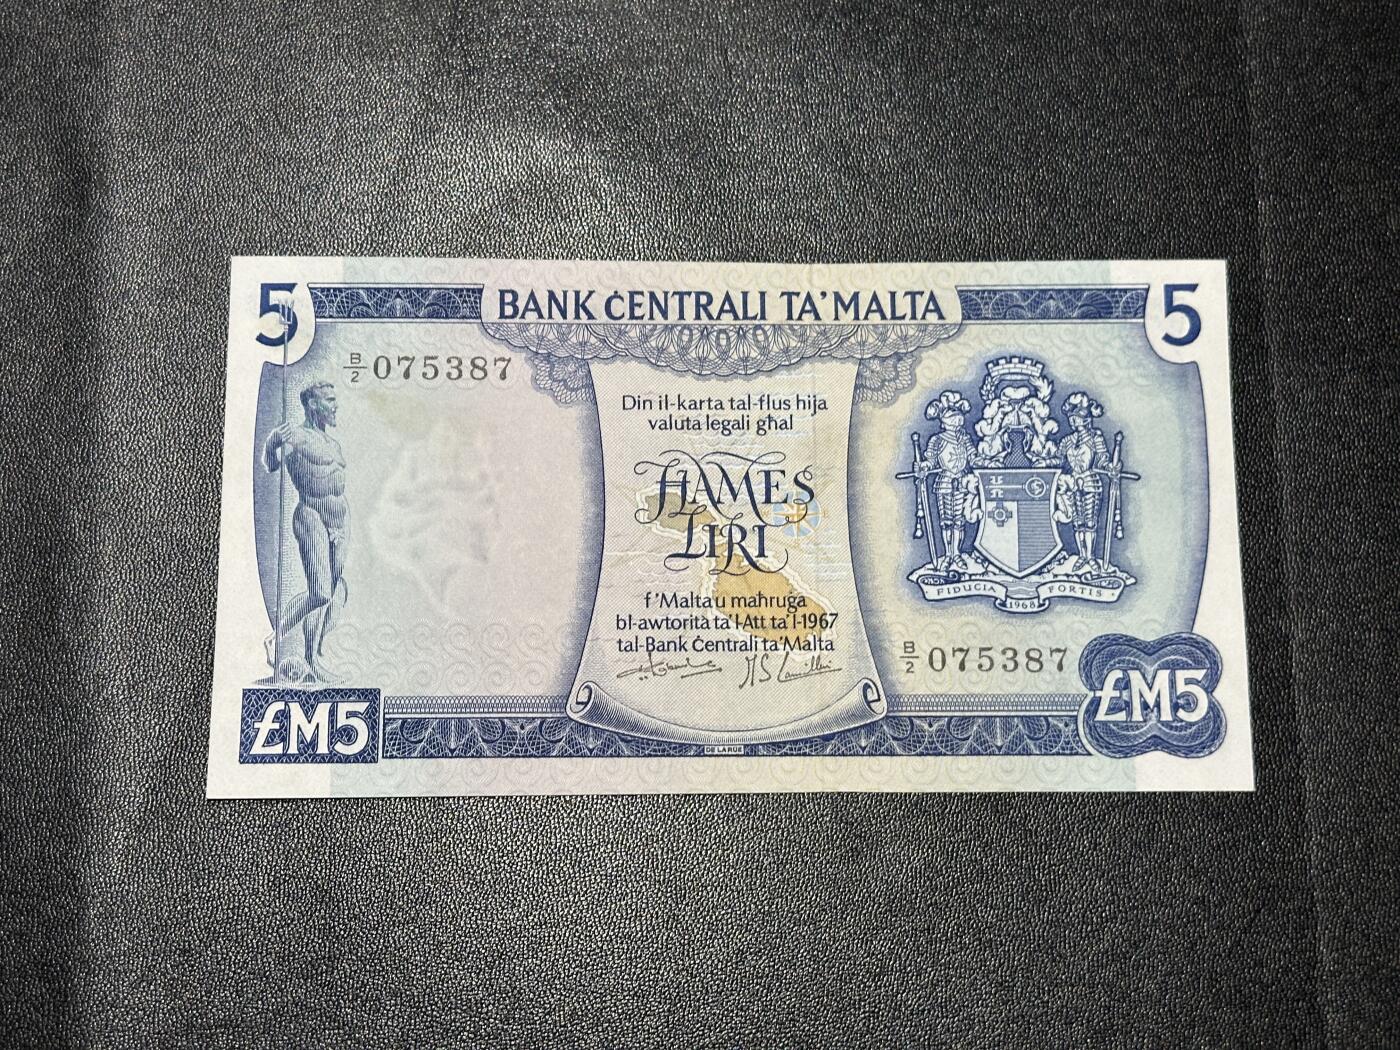 5 BANK ĊENTRALI TA' MALTA 5
B/2 075387
Din il-karta tal-flus hija
valuta legali għal
ĦAMES
LIRI
f'Malta u maħruġa
bl-awtorità ta' l-Att ta' l-1967
tal-Bank Ċentrali ta' Malta
FIDUCIA 1968 FORTIS
B/2 075387
£M5 £M5
DE LA RUE